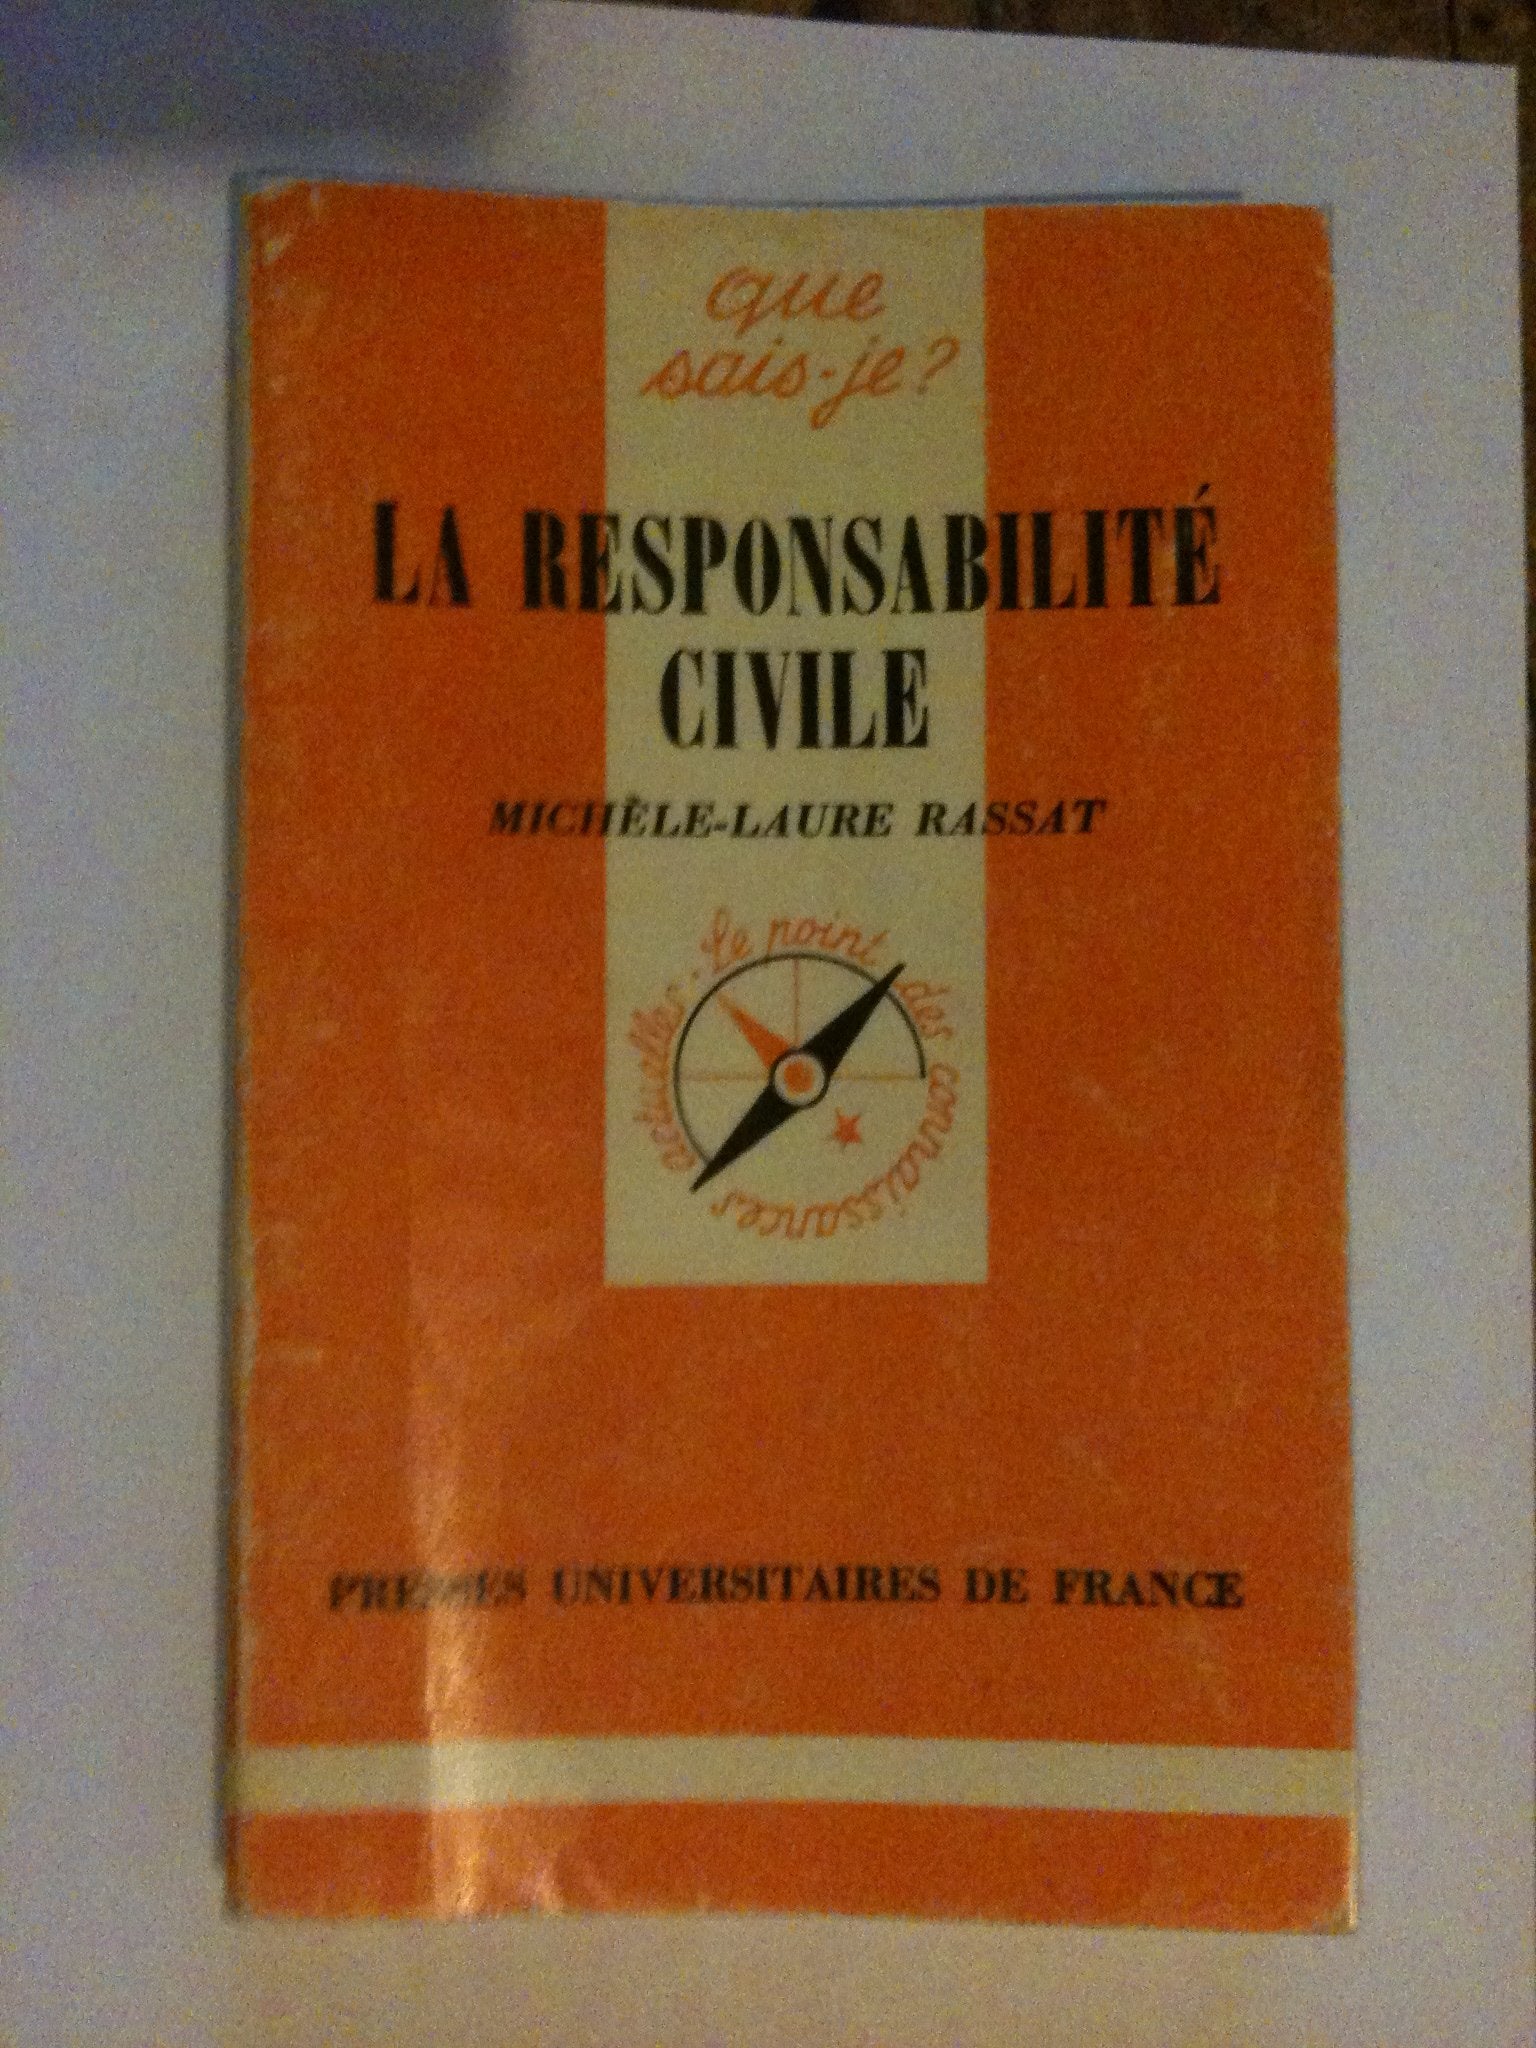 que
sais-je?
LA RESPONSABILITÉ
CIVILE
MICHÈLE-LAURE RASSAT
le point des connaissances actuelles..
PRESSES UNIVERSITAIRES DE FRANCE